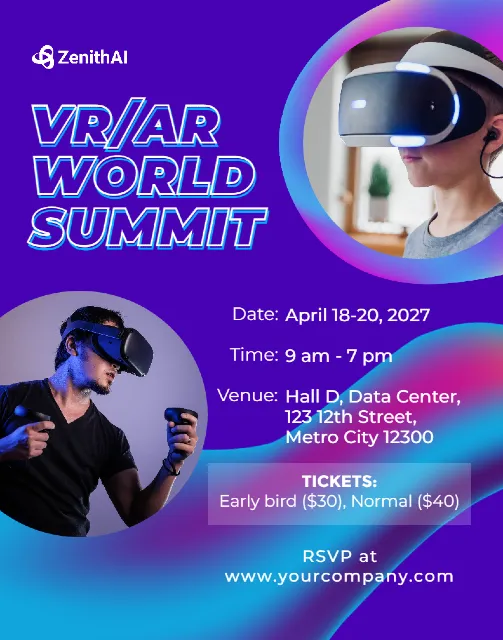 ZenithAI
VR/AR
WORLD
SUMMIT
Date: April 18-20, 2027
Time: 9 am - 7 pm
Venue: Hall D, Data Center,
123 12th Street,
Metro City 12300
TICKETS:
Early bird ($30), Normal ($40)
RSVP at
www.yourcompany.com